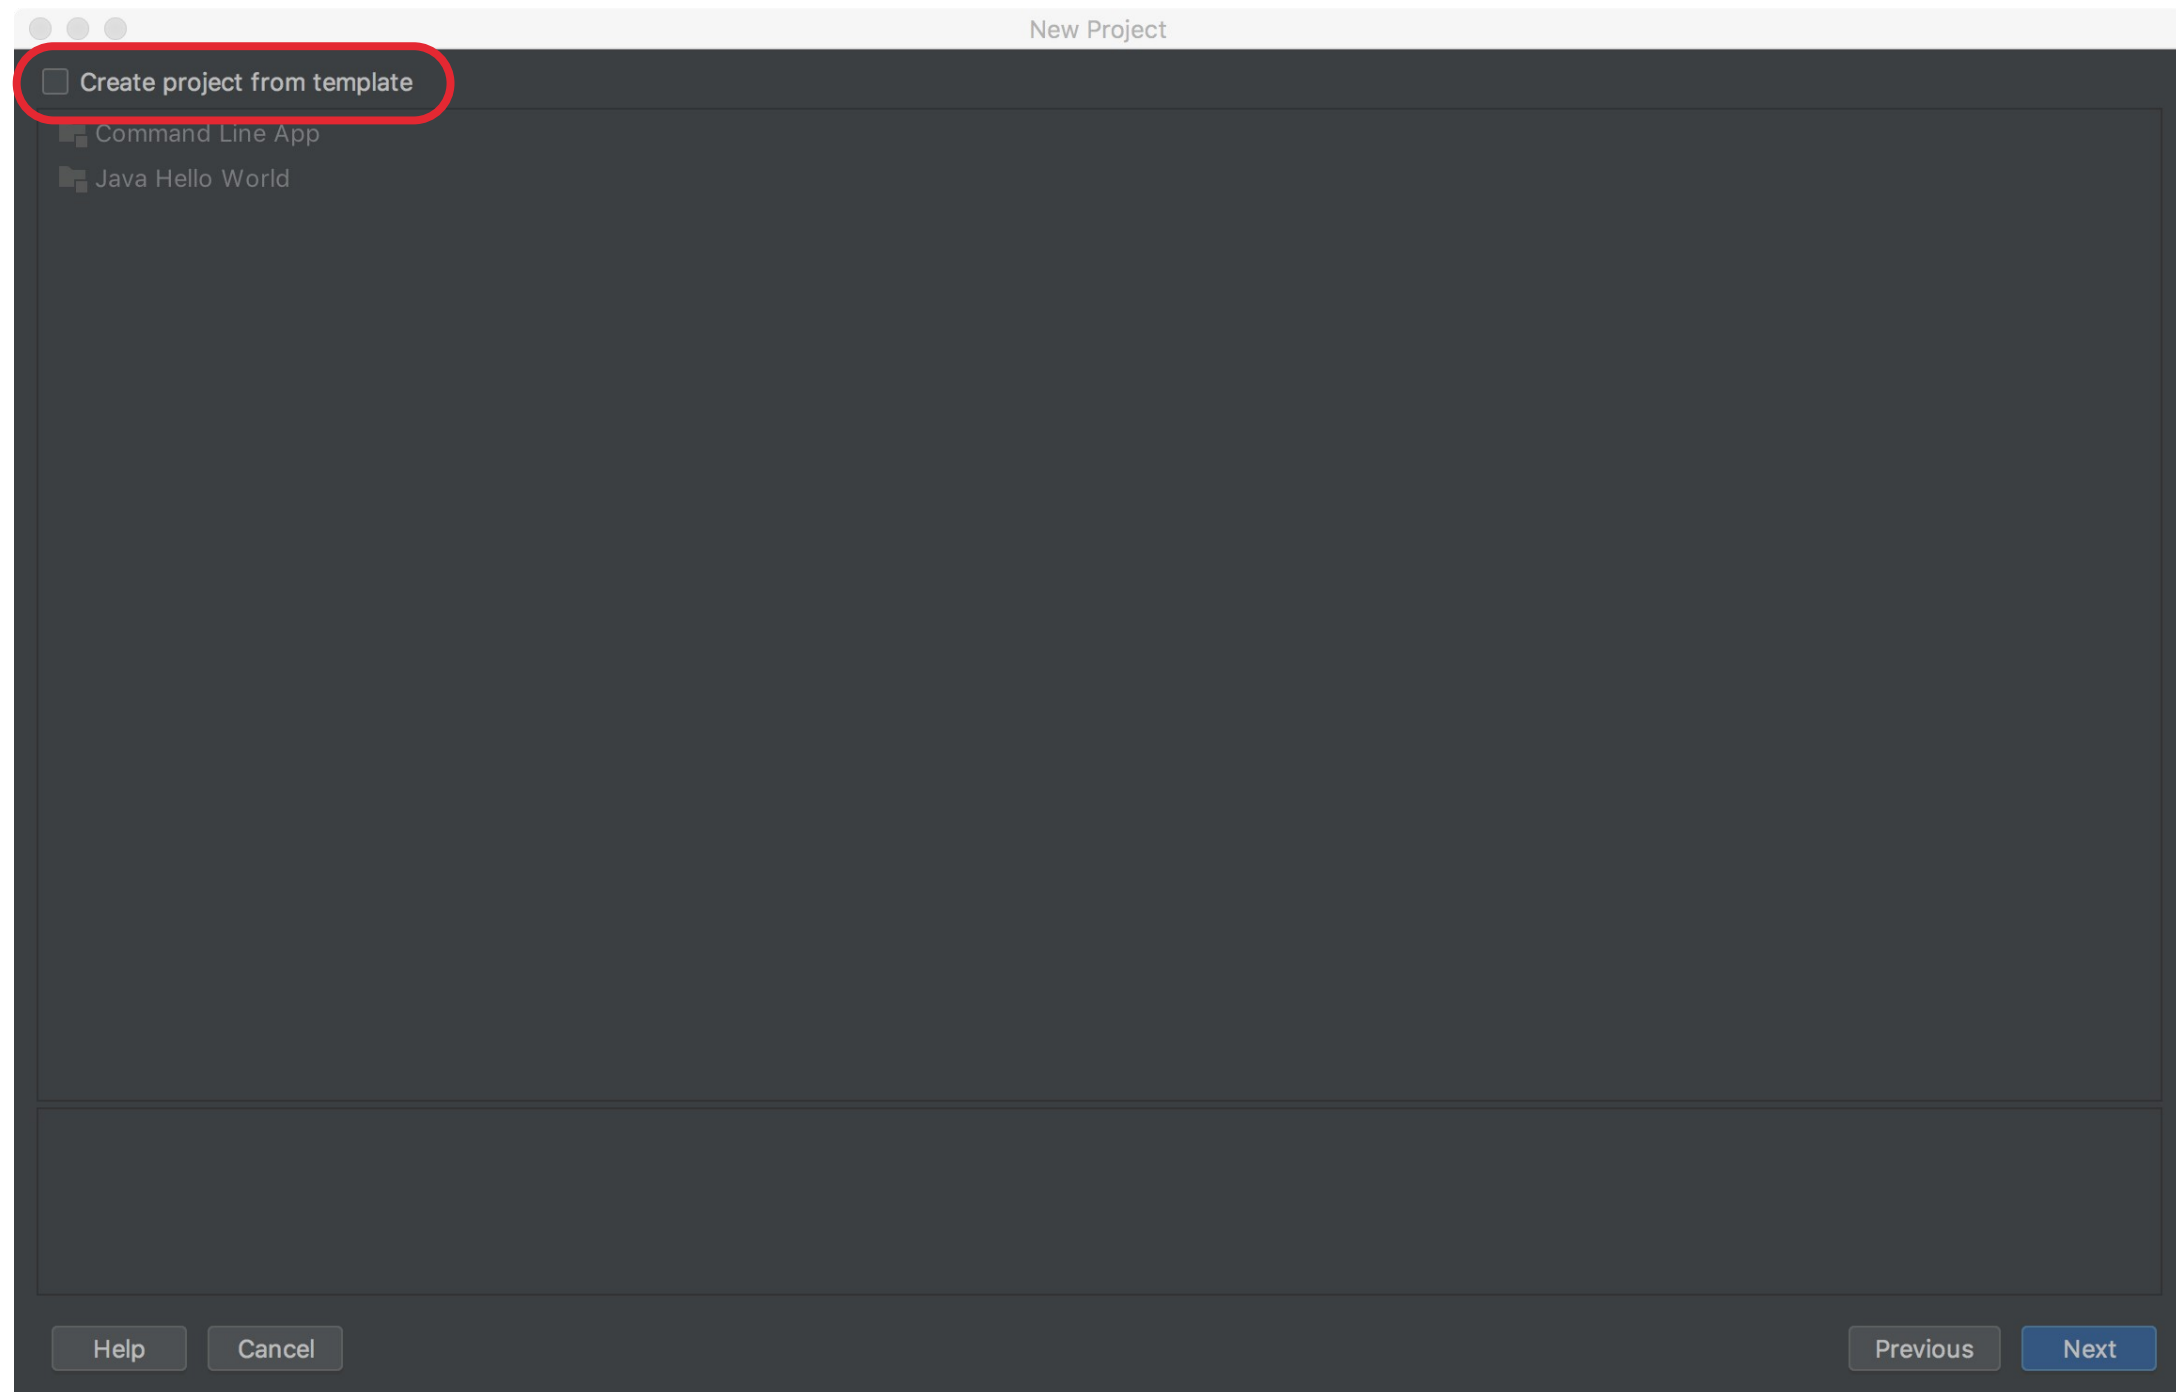 New Project
Create project from template
Command Line App
Java Hello World
Help Cancel Previous Next